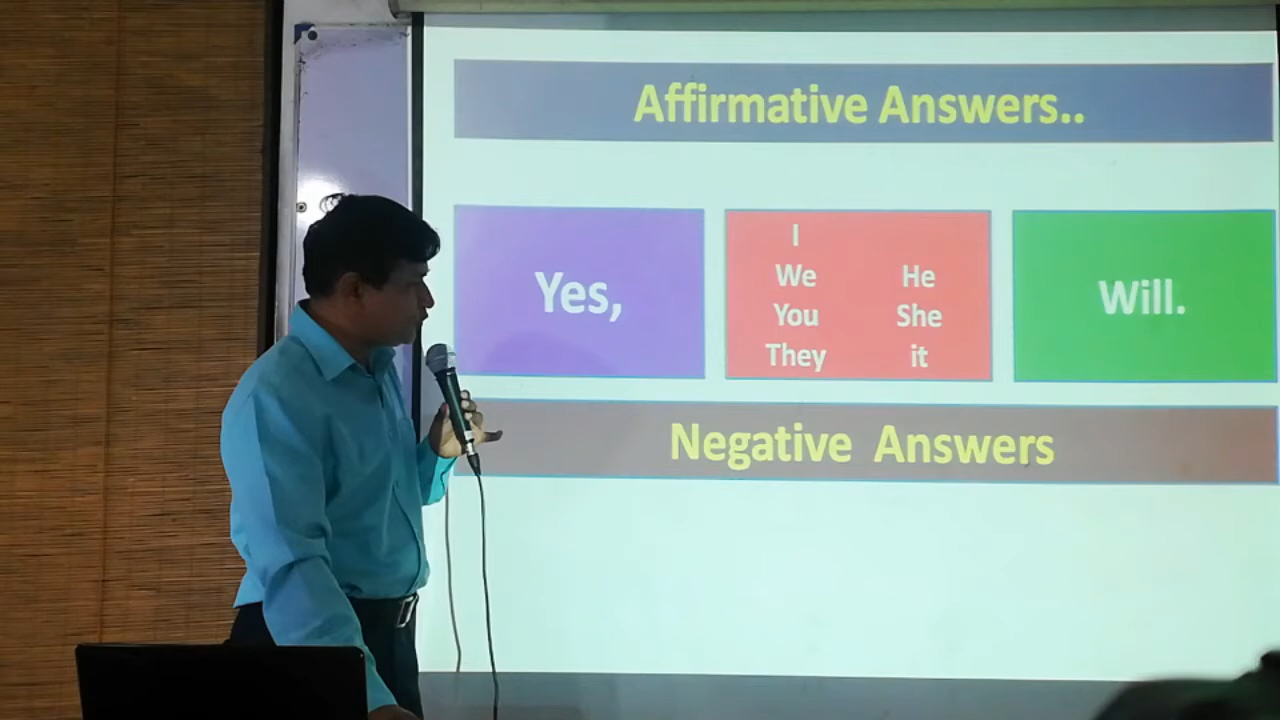 Affirmative Answers..
Yes,
I
We He
You She
They it
Will.
Negative Answers